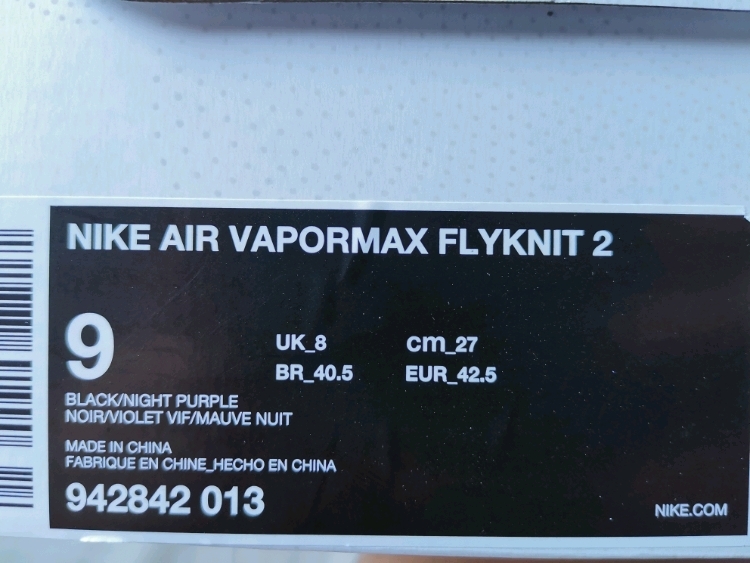 NIKE AIR VAPORMAX FLYKNIT 2
9
UK_8 cm_27
BR_40.5 EUR_42.5
BLACK/NIGHT PURPLE
NOIR/VIOLET VIF/MAUVE NUIT
MADE IN CHINA
FABRIQUE EN CHINE_HECHO EN CHINA
942842 013
NIKE.COM